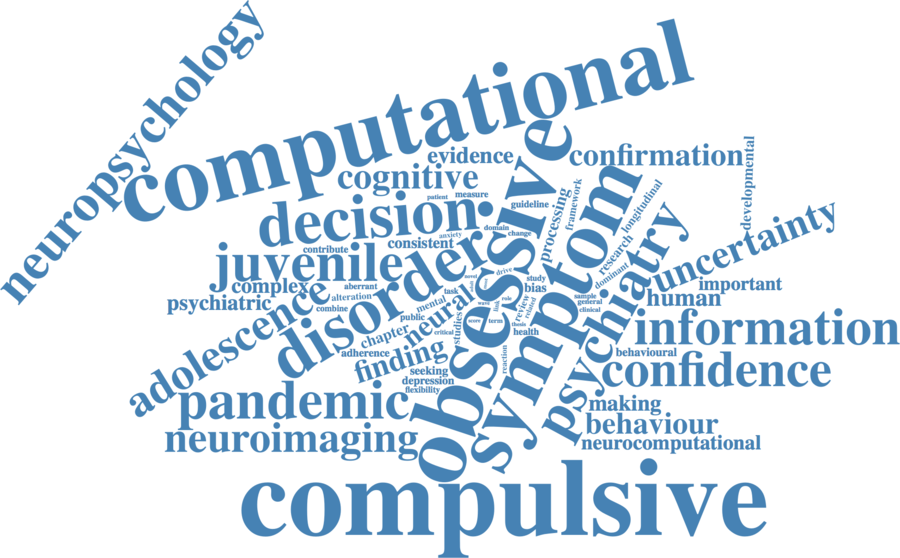 neuropsychology
computational
evidence
confirmation
cognitive
patient
measure
decision
guideline
processing
framework
longitudinal
developmental
obsessive
symptom
anxiety
domain
change
consistent
contribute
juvenile
disorder
research
uncertainty
complex
psychiatric
adolescence
aberrant
alteration
combine
mental
task
novel
drive
study
bias
dominant
psychiatry
important
human
sample
general
clinical
public
chapter
neural
critical
studies
wave
role
link
review
related
score
term
thesis
health
information
adherence
finding
reaction
behavioural
seeking
depression
flexibility
confidence
pandemic
making
behaviour
neuroimaging
neurocomputational
compulsive